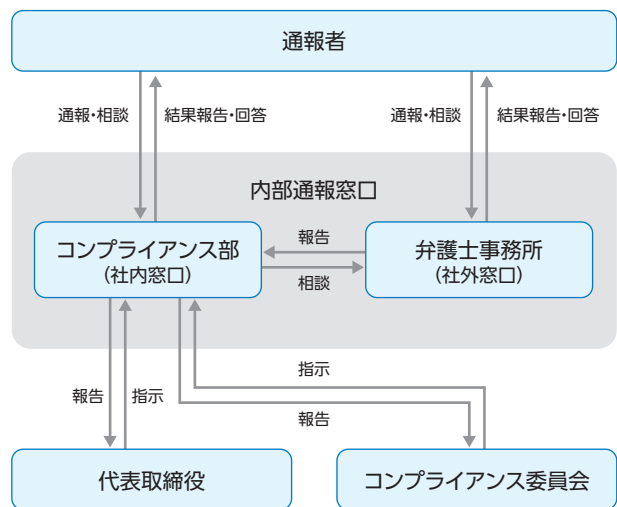 通報者
通報・相談
結果報告・回答
通報・相談
結果報告・回答
内部通報窓口
コンプライアンス部
（社内窓口）
報告
相談
弁護士事務所
（社外窓口）
報告
指示
指示
報告
代表取締役
コンプライアンス委員会